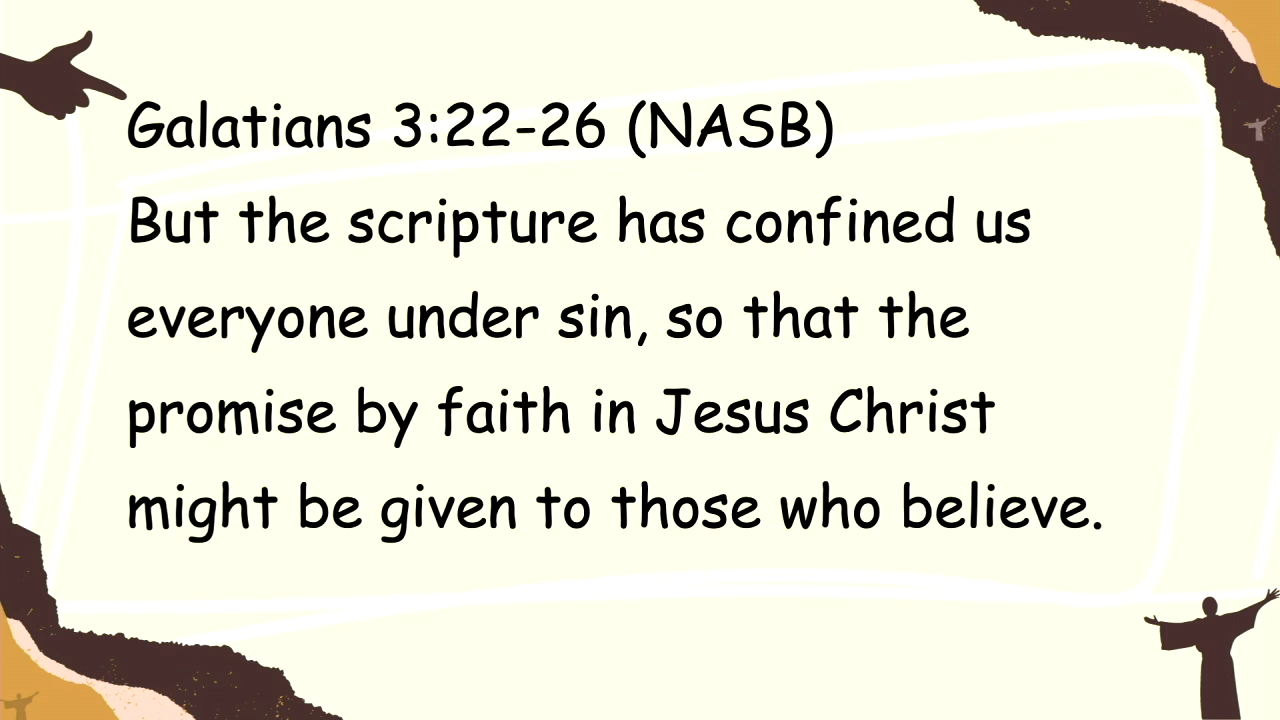 Galatians 3:22-26 (NASB)
But the scripture has confined us
everyone under sin, so that the
promise by faith in Jesus Christ
might be given to those who believe.